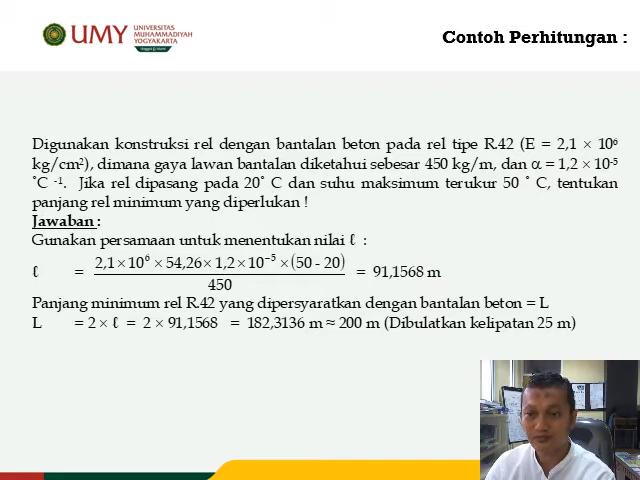 UMY
UNIVERSITAS
MUHAMMADIYAH
YOGYAKARTA
Unggul & Islami
Contoh Perhitungan :
Digunakan konstruksi rel dengan bantalan beton pada rel tipe R.42 (E = 2,1 × 10⁶
kg/cm²), dimana gaya lawan bantalan diketahui sebesar 450 kg/m, dan α = 1,2 × 10⁻⁵
˚C ⁻¹. Jika rel dipasang pada 20˚ C dan suhu maksimum terukur 50 ˚ C, tentukan
panjang rel minimum yang diperlukan !
Jawaban :
Gunakan persamaan untuk menentukan nilai ℓ :
ℓ = 2,1 × 10⁶ × 54,26 × 1,2 × 10⁻⁵ × (50 - 20) / 450 = 91,1568 m
Panjang minimum rel R.42 yang dipersyaratkan dengan bantalan beton = L
L = 2 × ℓ = 2 × 91,1568 = 182,3136 m ≈ 200 m (Dibulatkan kelipatan 25 m)